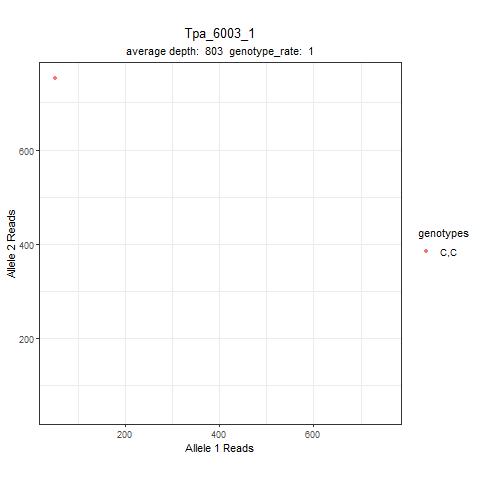 Tpa_6003_1
average depth:  803  genotype_rate:  1
600
400
200
Allele 2 Reads
200 400 600
Allele 1 Reads
genotypes
C,C